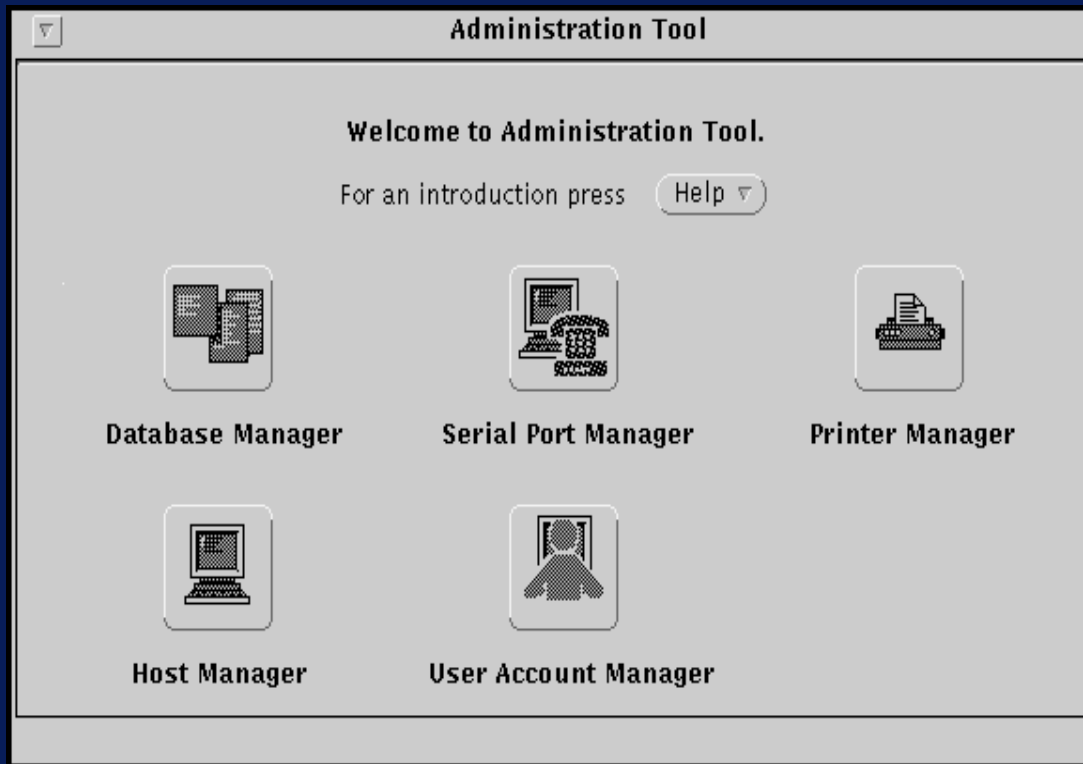 Administration Tool
Welcome to Administration Tool.
For an introduction press Help
Database Manager Serial Port Manager Printer Manager
Host Manager User Account Manager